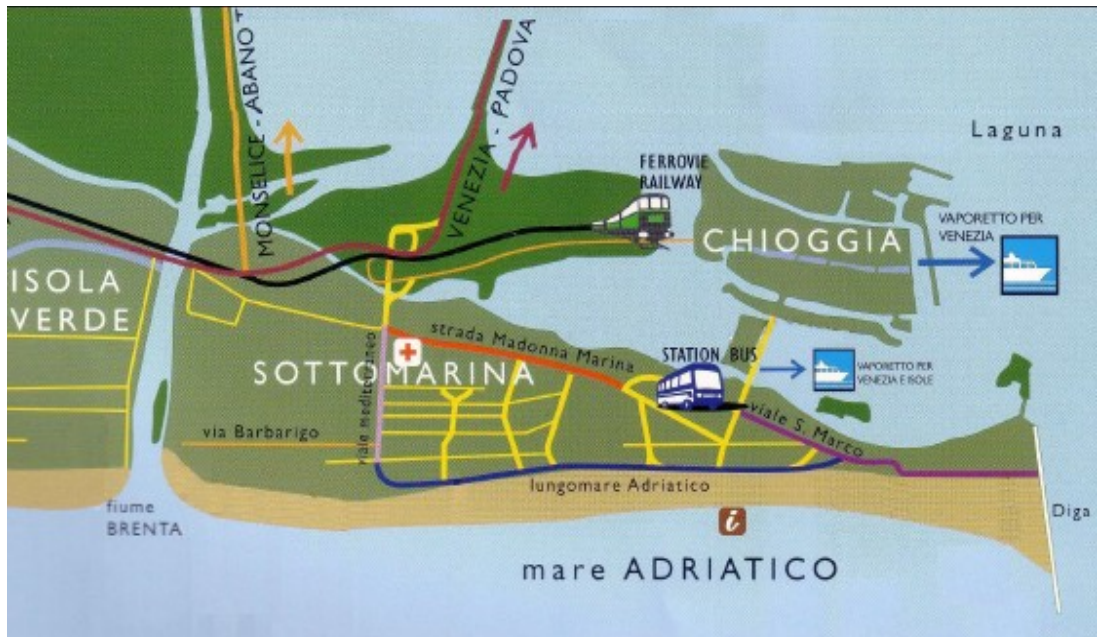 MONSELICE - ABANO T
VENEZIA - PADOVA
Laguna
FERROVIE
RAILWAY
VAPORETTO PER
VENEZIA
CHIOGGIA
ISOLA
VERDE
strada Madonna Marina
STATION BUS
VAPORETTO PER
VENEZIA E ISOLE
SOTTOMARINA
viale mediterraneo
via Barbarigo
viale S. Marco
lungomare Adriatico
fiume
BRENTA
i
Diga
mare ADRIATICO